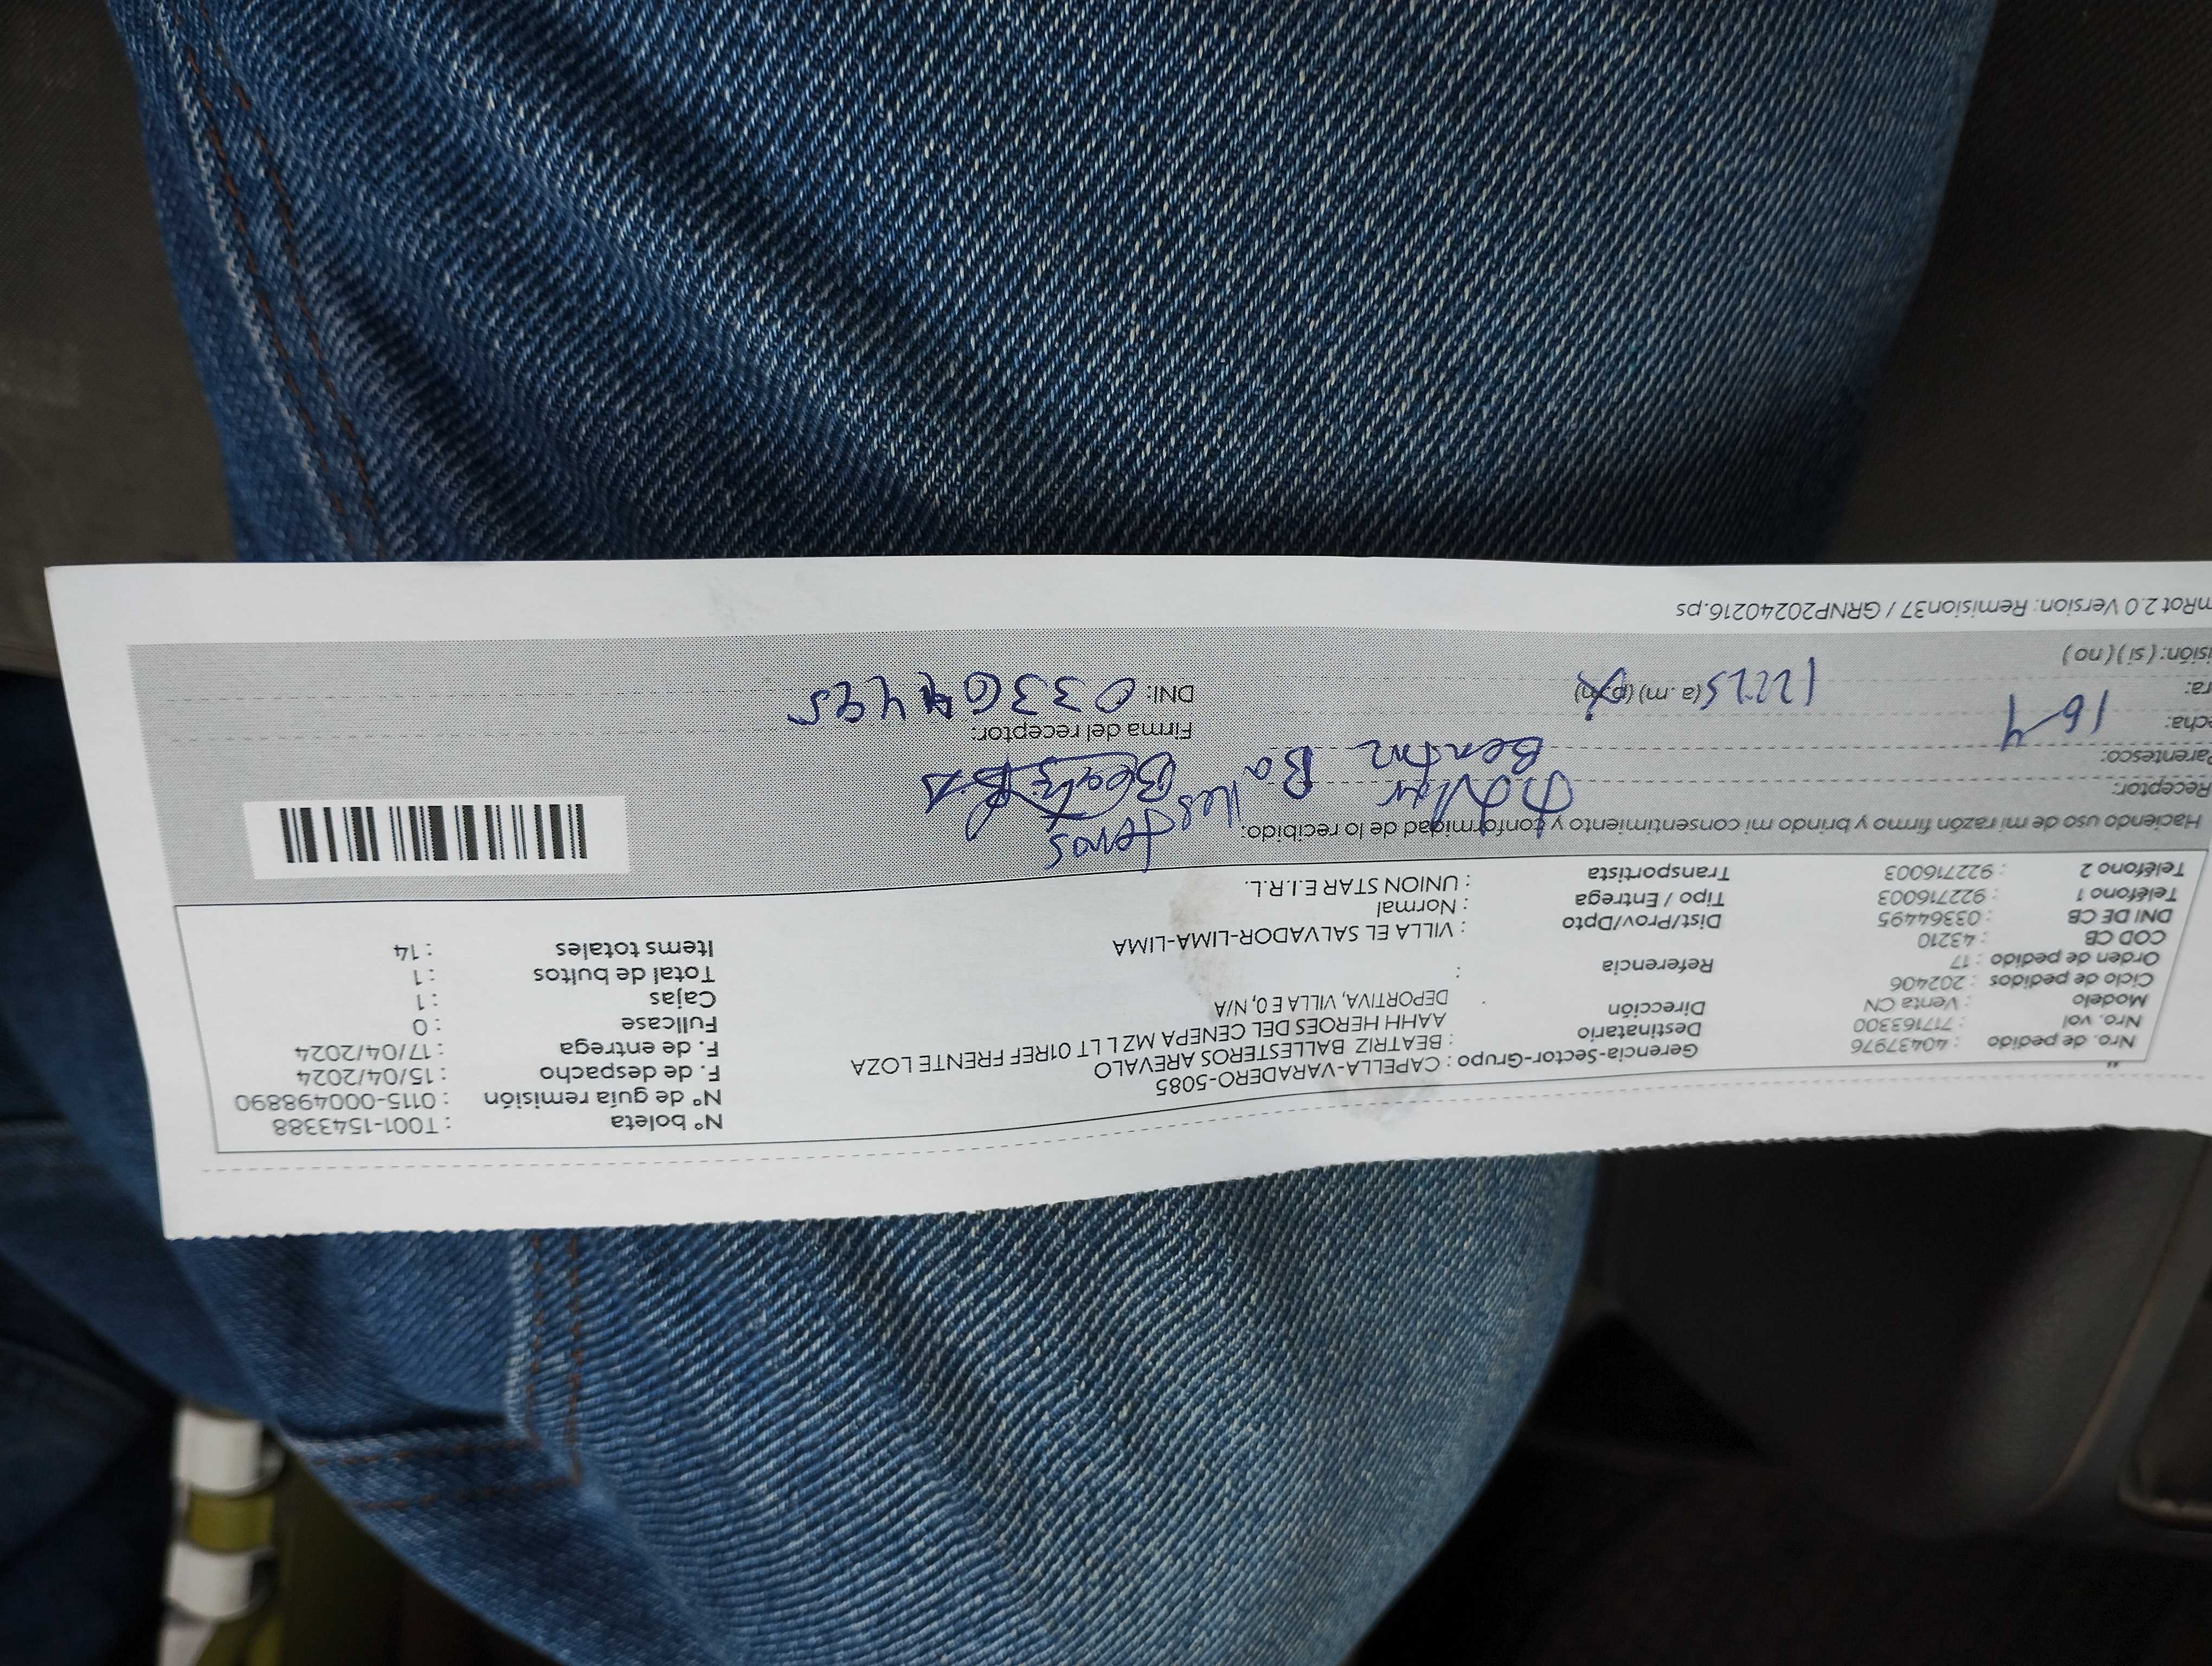 Nro. de pedido : 40437976
Nro. vol : 717163300
Modelo : Venta CN
Ciclo de pedidos : 202406
Orden de pedido : 17
COD CB : 43210
DNI DE CB : 03364495
Teléfono 1 : 922716003
Teléfono 2 : 922716003
Gerencia-Sector-Grupo : CAPELLA-VARADERO-5085
Destinatario : BEATRIZ BALLESTEROS AREVALO
Dirección AAHH HEROES DEL CENEPA MZ L LT 01REF FRENTE LOZA
DEPORTIVA, VILLA E 0, N/A
Referencia :
Dist/Prov/Dpto : VILLA EL SALVADOR-LIMA-LIMA
Tipo / Entrega : Normal
Transportista : UNION STAR E.I.R.L.
N° boleta : T001-1543388
N° de guía remisión : 0115-000498890
F. de despacho : 15/04/2024
F. de entrega : 17/04/2024
Fullcase : 0
Cajas : 1
Total de bultos : 1
Items totales : 14
Haciendo uso de mi razón firmo y brindo mi consentimiento y conformidad de lo recibido:
Receptor:
Parentesco:
echa: 16-4
ra: 1225 (a.m) (p.m)
isión: ( si ) ( no )
Firma del receptor:
DNI: 03364495
mRot 2.0 Version: Remision37 / GRNP20240216.ps